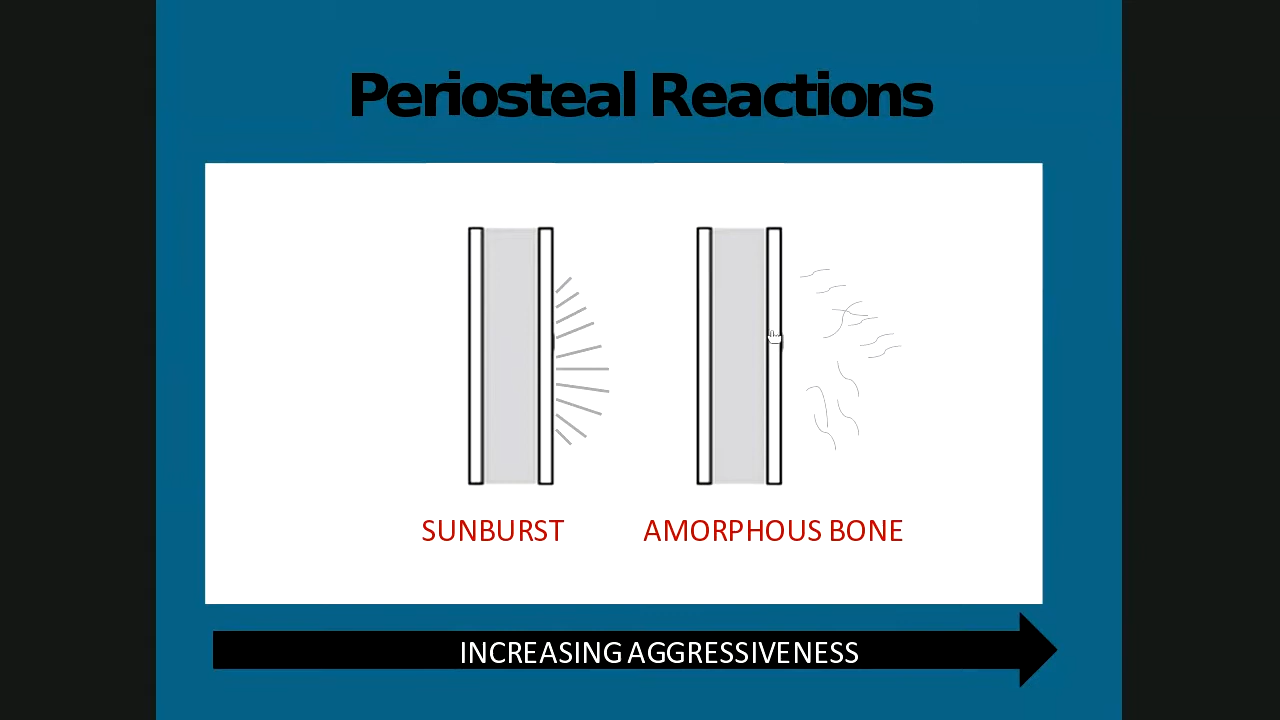 Periosteal Reactions
SUNBURST
AMORPHOUS BONE
INCREASING AGGRESSIVENESS